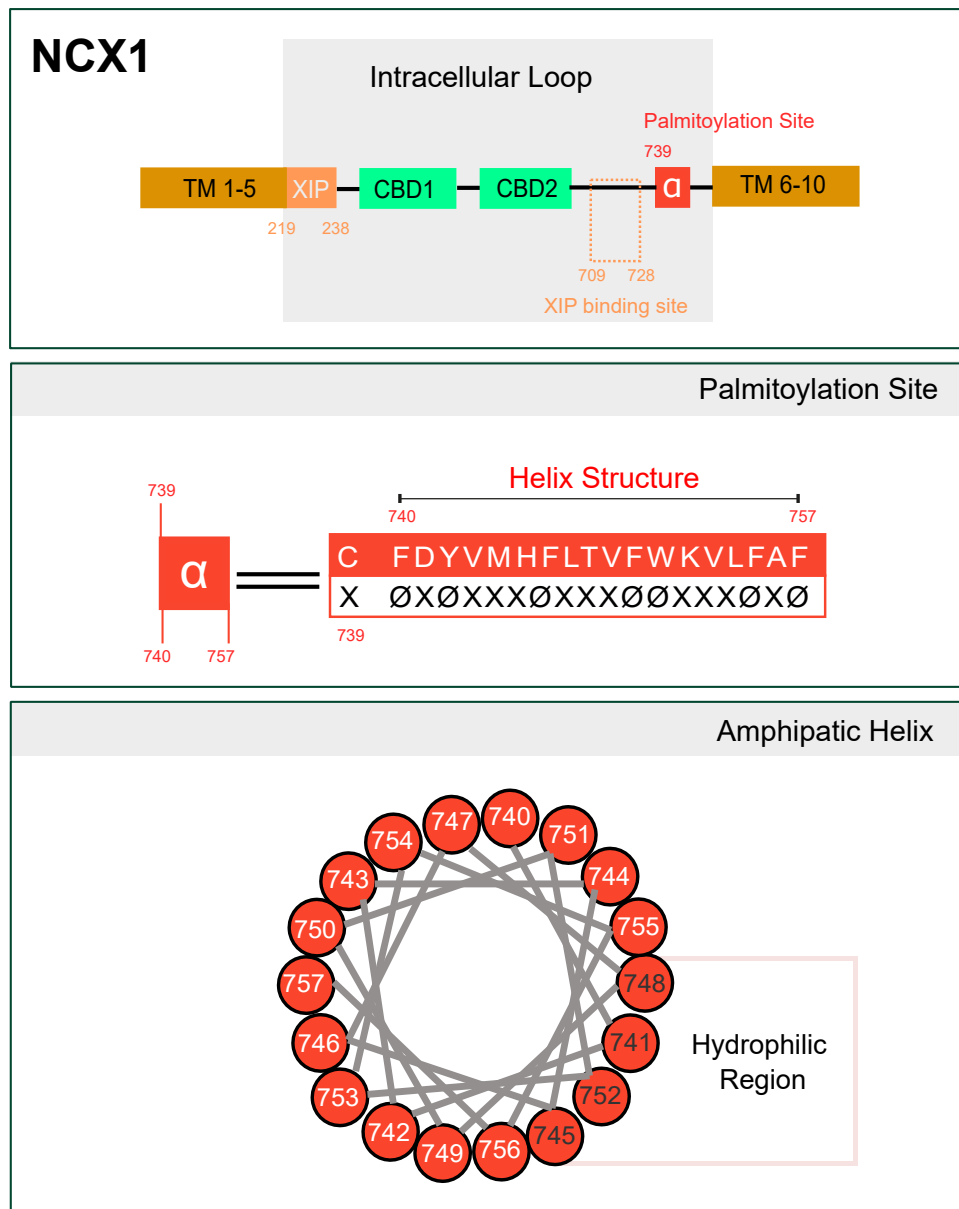 NCX1
Intracellular Loop
Palmitoylation Site
739
TM 1-5
XIP
CBD1
CBD2
α
TM 6-10
219
238
709
728
XIP binding site
Palmitoylation Site
739
α
740
757
Helix Structure
740
757
C FDYVMHFLTVFWKVLFAF
X ØXØXXXØXXXØØXXXØXØ
739
Amphipatic Helix
747
740
754
751
743
744
750
755
757
748
746
741
753
752
742
745
749
756
Hydrophilic
Region